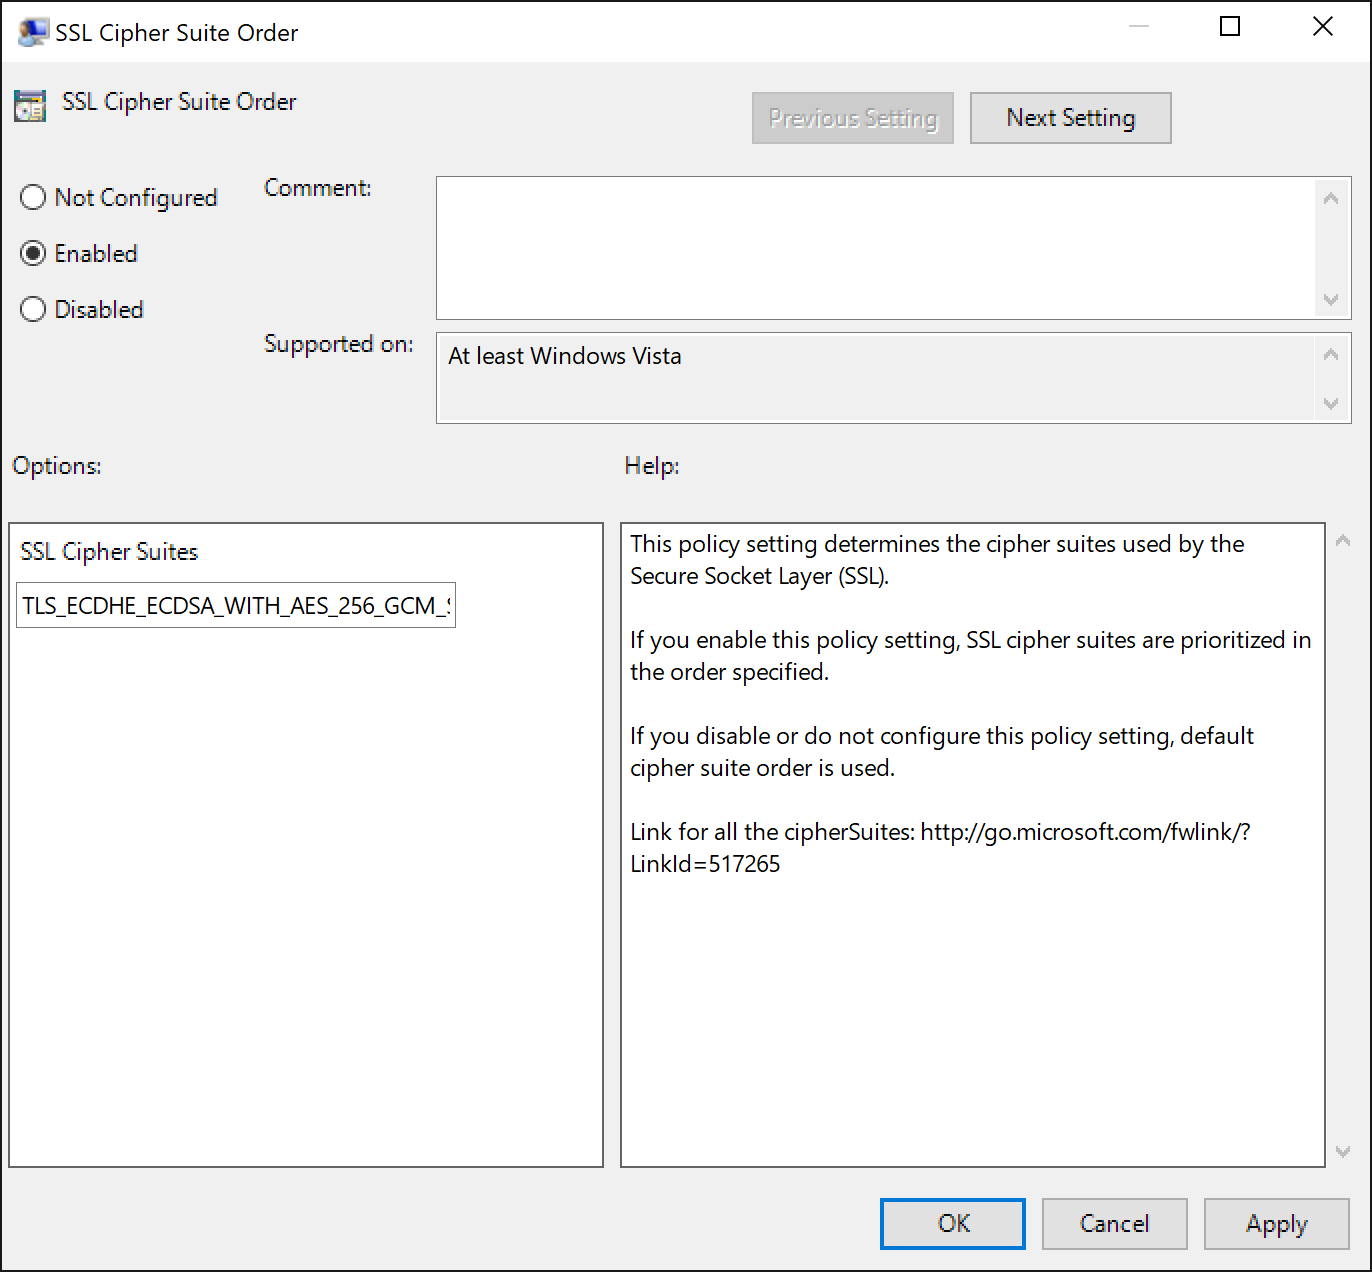 SSL Cipher Suite Order
SSL Cipher Suite Order
Previous Setting
Next Setting
Not Configured
Enabled
Disabled
Comment:
Supported on:
At least Windows Vista
Options:
Help:
SSL Cipher Suites
TLS_ECDHE_ECDSA_WITH_AES_256_GCM_
This policy setting determines the cipher suites used by the
Secure Socket Layer (SSL).
If you enable this policy setting, SSL cipher suites are prioritized in
the order specified.
If you disable or do not configure this policy setting, default
cipher suite order is used.
Link for all the cipherSuites: http://go.microsoft.com/fwlink/?
LinkId=517265
OK
Cancel
Apply